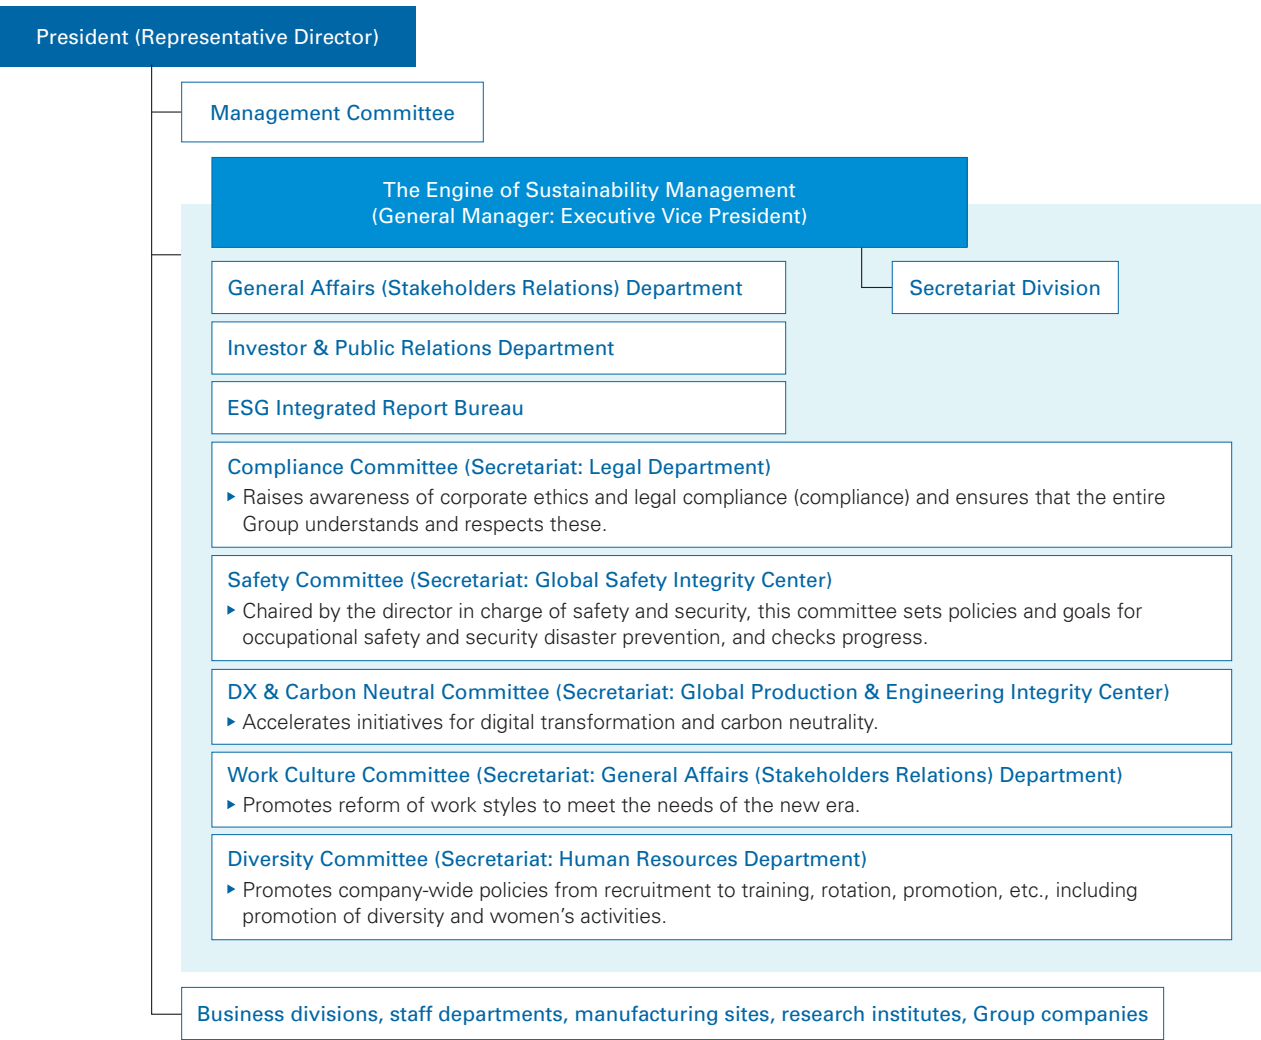 President (Representative Director)
Management Committee
The Engine of Sustainability Management
(General Manager: Executive Vice President)
General Affairs (Stakeholders Relations) Department
Secretariat Division
Investor & Public Relations Department
ESG Integrated Report Bureau
Compliance Committee (Secretariat: Legal Department)
Raises awareness of corporate ethics and legal compliance (compliance) and ensures that the entire
Group understands and respects these.
Safety Committee (Secretariat: Global Safety Integrity Center)
Chaired by the director in charge of safety and security, this committee sets policies and goals for
occupational safety and security disaster prevention, and checks progress.
DX & Carbon Neutral Committee (Secretariat: Global Production & Engineering Integrity Center)
Accelerates initiatives for digital transformation and carbon neutrality.
Work Culture Committee (Secretariat: General Affairs (Stakeholders Relations) Department)
Promotes reform of work styles to meet the needs of the new era.
Diversity Committee (Secretariat: Human Resources Department)
Promotes company-wide policies from recruitment to training, rotation, promotion, etc., including
promotion of diversity and women’s activities.
Business divisions, staff departments, manufacturing sites, research institutes, Group companies